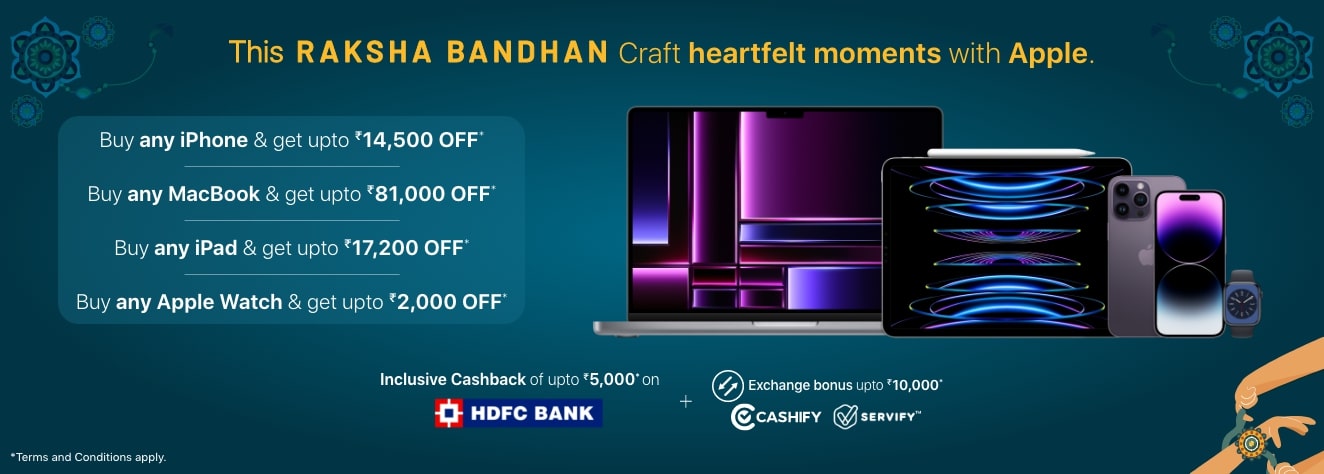 This RAKSHA BANDHAN Craft heartfelt moments with Apple.
Buy any iPhone & get upto ₹14,500 OFF*
Buy any MacBook & get upto ₹81,000 OFF*
Buy any iPad & get upto ₹17,200 OFF*
Buy any Apple Watch & get upto ₹2,000 OFF*
Inclusive Cashback of upto ₹5,000* on
HDFC BANK
+
Exchange bonus upto ₹10,000*
CASHIFY SERVIFY™
*Terms and Conditions apply.